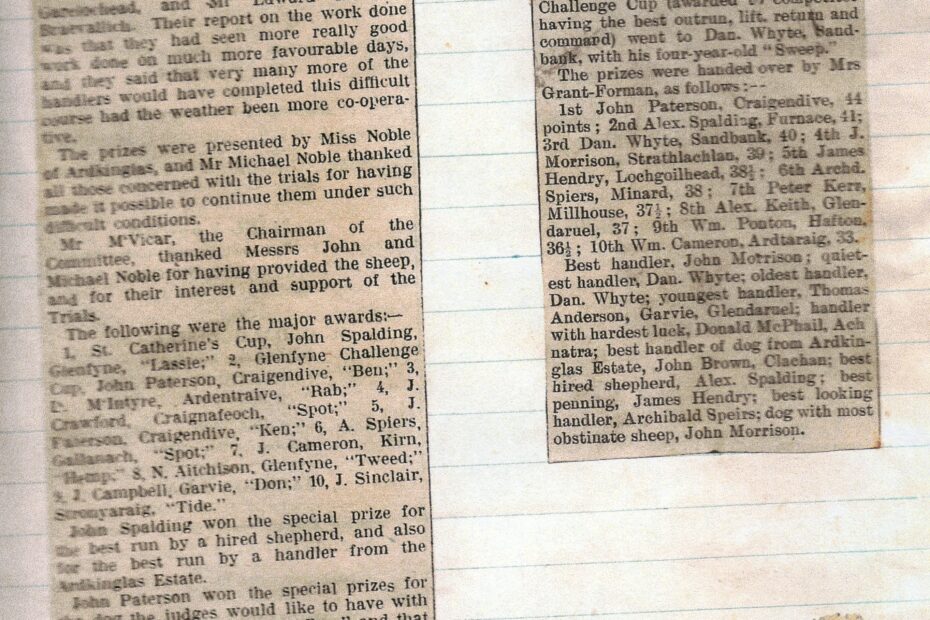 Garelochead, and Sir Edward
Braevallich. Their report on the work done
was that they had seen more really good
work done on much more favourable days,
and they said that very many more of the
handlers would have completed this difficult
course had the weather been more co-opera-
tive.
The prizes were presented by Miss Noble
of Ardkinglas, and Mr Michael Noble thanked
all those concerned with the trials for having
made it possible to continue them under such
difficult conditions.
Mr M'Vicar, the Chairman of the
Committee, thanked Messrs John and
Michael Noble for having provided the sheep,
and for their interest and support of the
Trials.
The following were the major awards:—
1, St. Catherine's Cup, John Spalding,
Glenfyne, "Lassie;" 2, Glenfyne Challenge
Cup, John Paterson, Craigendive, "Ben;" 3,
D. M'Intyre, Ardentraive, "Rab;" 4, J.
Crawford, Craignafeoch, "Spot;" 5, J.
Paterson, Craigendive, "Ken;" 6, A. Spiers,
Gallanach, "Spot;" 7, J. Cameron, Kirn,
"Hemp;" 8, N. Aitchison, Glenfyne, "Tweed;"
9, J. Campbell, Garvie, "Don;" 10, J. Sinclair,
Stronyaraig, "Tide."
John Spalding won the special prize for
the best run by a hired shepherd, and also
for the best run by a handler from the
Ardkinglas Estate.
John Paterson won the special prizes for
the dog the judges would like to have with
and that
Challenge Cup (awarded to competitor
having the best outrun, lift, return and
command) went to Dan. Whyte, Sand-
bank, with his four-year-old "Sweep."
The prizes were handed over by Mrs
Grant-Forman, as follows:--
1st John Paterson, Craigendive, 44
points; 2nd Alex. Spalding, Furnace, 41;
3rd Dan. Whyte, Sandbank, 40; 4th J.
Morrison, Strathlachlan, 39; 5th James
Hendry, Lochgoilhead, 38½; 6th Archd.
Spiers, Minard, 38; 7th Peter Kerr,
Millhouse, 37½; 8th Alex. Keith, Glen-
daruel, 37; 9th Wm. Ponton, Hafton,
36½; 10th Wm. Cameron, Ardtaraig, 33.
Best handler, John Morrison; quiet-
est handler, Dan. Whyte; oldest handler,
Dan. Whyte; youngest handler, Thomas
Anderson, Garvie, Glendaruel; handler
with hardest luck, Donald McPhail, Ach
natra; best handler of dog from Ardkin-
glas Estate, John Brown, Clachan; best
hired shepherd, Alex. Spalding; best
penning, James Hendry; best looking
handler, Archibald Speirs; dog with most
obstinate sheep, John Morrison.